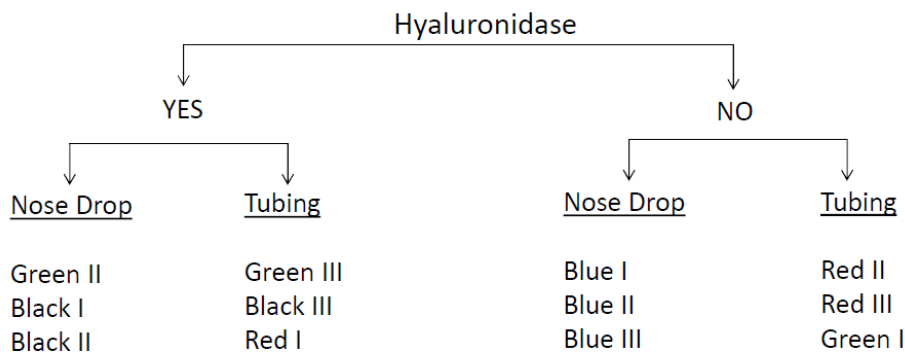 Hyaluronidase
YES NO
Nose Drop Tubing Nose Drop Tubing
Green II Green III Blue I Red II
Black I Black III Blue II Red III
Black II Red I Blue III Green I